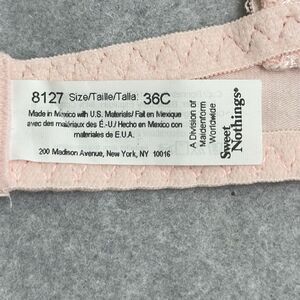 8127 Size/Taille/Talla: 36C
Made in Mexico with U.S. Materials/ Fait en Mexique
avec des matériaux des É.-U./ Hecho en Mexico con
materiales de E.U.A.
200 Madison Avenue, New York, NY 10016
A Division of
Maidenform
Worldwide
Sweet
Nothings®